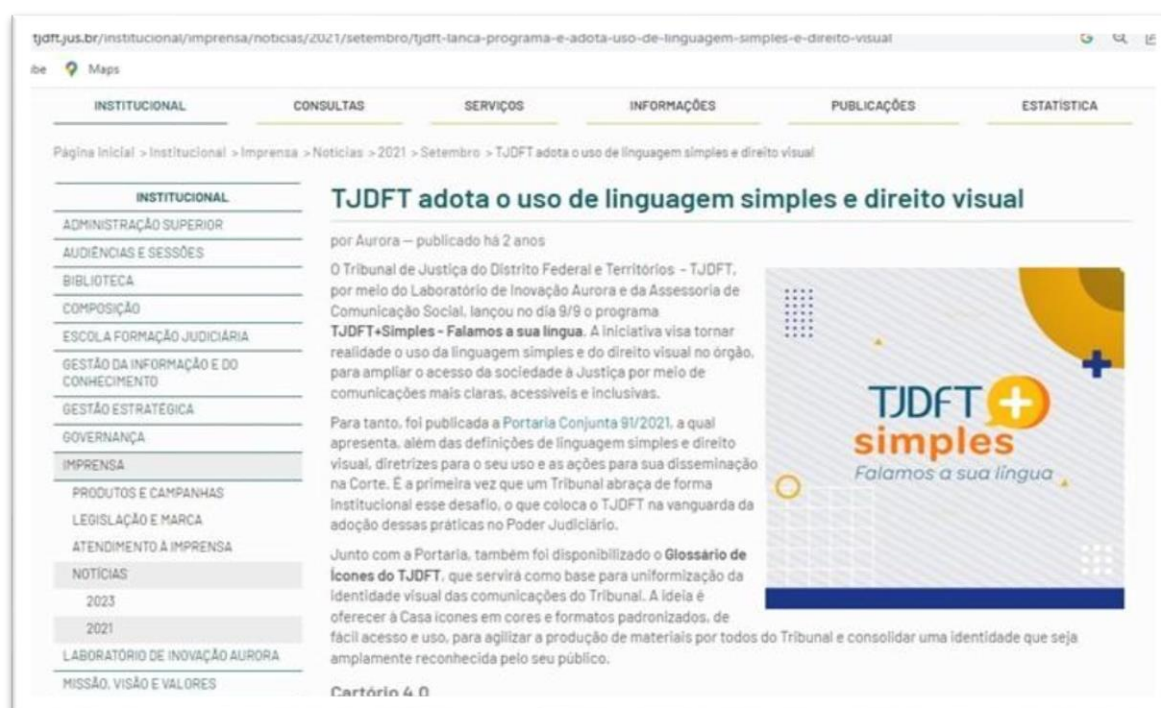 tjdft.jus.br/institucional/imprensa/noticias/2021/setembro/tjdft-lanca-programa-e-adota-uso-de-linguagem-simples-e-direito-visual
be Maps
INSTITUCIONAL CONSULTAS SERVIÇOS INFORMAÇÕES PUBLICAÇÕES ESTATÍSTICA
Página Inicial > Institucional > Imprensa > Notícias > 2021 > Setembro > TJDFT adota o uso de linguagem simples e direito visual
INSTITUCIONAL
ADMINISTRAÇÃO SUPERIOR
AUDIÊNCIAS E SESSÕES
BIBLIOTECA
COMPOSIÇÃO
ESCOLA FORMAÇÃO JUDICIÁRIA
GESTÃO DA INFORMAÇÃO E DO
CONHECIMENTO
GESTÃO ESTRATÉGICA
GOVERNANÇA
IMPRENSA
PRODUTOS E CAMPANHAS
LEGISLAÇÃO E MARCA
ATENDIMENTO À IMPRENSA
NOTÍCIAS
2023
2021
LABORATÓRIO DE INOVAÇÃO AURORA
MISSÃO, VISÃO E VALORES
TJDFT adota o uso de linguagem simples e direito visual
por Aurora — publicado há 2 anos
O Tribunal de Justiça do Distrito Federal e Territórios - TJDFT,
por meio do Laboratório de Inovação Aurora e da Assessoria de
Comunicação Social, lançou no dia 9/9 o programa
TJDFT+Simples - Falamos a sua língua. A iniciativa visa tornar
realidade o uso da linguagem simples e do direito visual no órgão,
para ampliar o acesso da sociedade à Justiça por meio de
comunicações mais claras, acessíveis e inclusivas.
Para tanto, foi publicada a Portaria Conjunta 91/2021, a qual
apresenta, além das definições de linguagem simples e direito
visual, diretrizes para o seu uso e as ações para sua disseminação
na Corte. É a primeira vez que um Tribunal abraça de forma
Institucional esse desafio, o que coloca o TJDFT na vanguarda da
adoção dessas práticas no Poder Judiciário.
Junto com a Portaria, também foi disponibilizado o Glossário de
Ícones do TJDFT, que servirá como base para uniformização da
identidade visual das comunicações do Tribunal. A ideia é
oferecer à Casa ícones em cores e formatos padronizados, de
fácil acesso e uso, para agilizar a produção de materiais por todos do Tribunal e consolidar uma identidade que seja
amplamente reconhecida pelo seu público.
Cartório 4.0
TJDFT +
simples
Falamos a sua língua